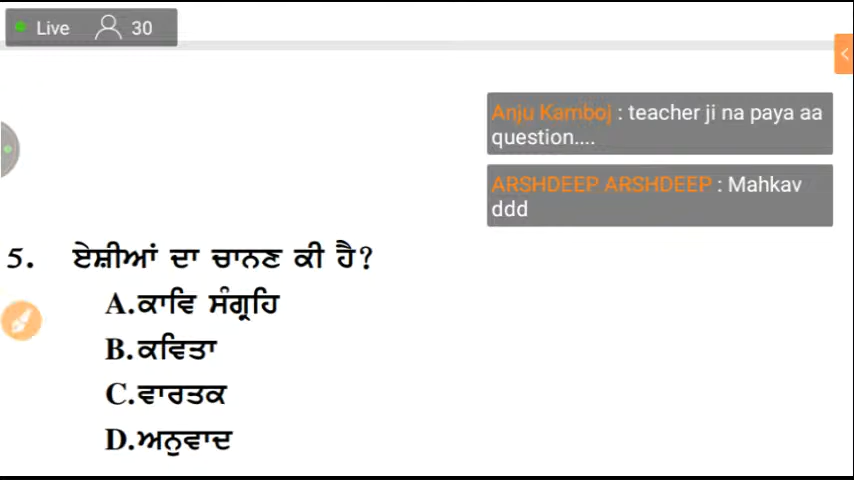 Live 30
Anju Kamboj : teacher ji na paya aa
question....
ARSHDEEP ARSHDEEP : Mahkav
ddd
5. ਏਸ਼ੀਆਂ ਦਾ ਚਾਨਣ ਕੀ ਹੈ?
A.ਕਾਵਿ ਸੰਗ੍ਰਹਿ
B.ਕਵਿਤਾ
C.ਵਾਰਤਕ
D.ਅਨੁਵਾਦ